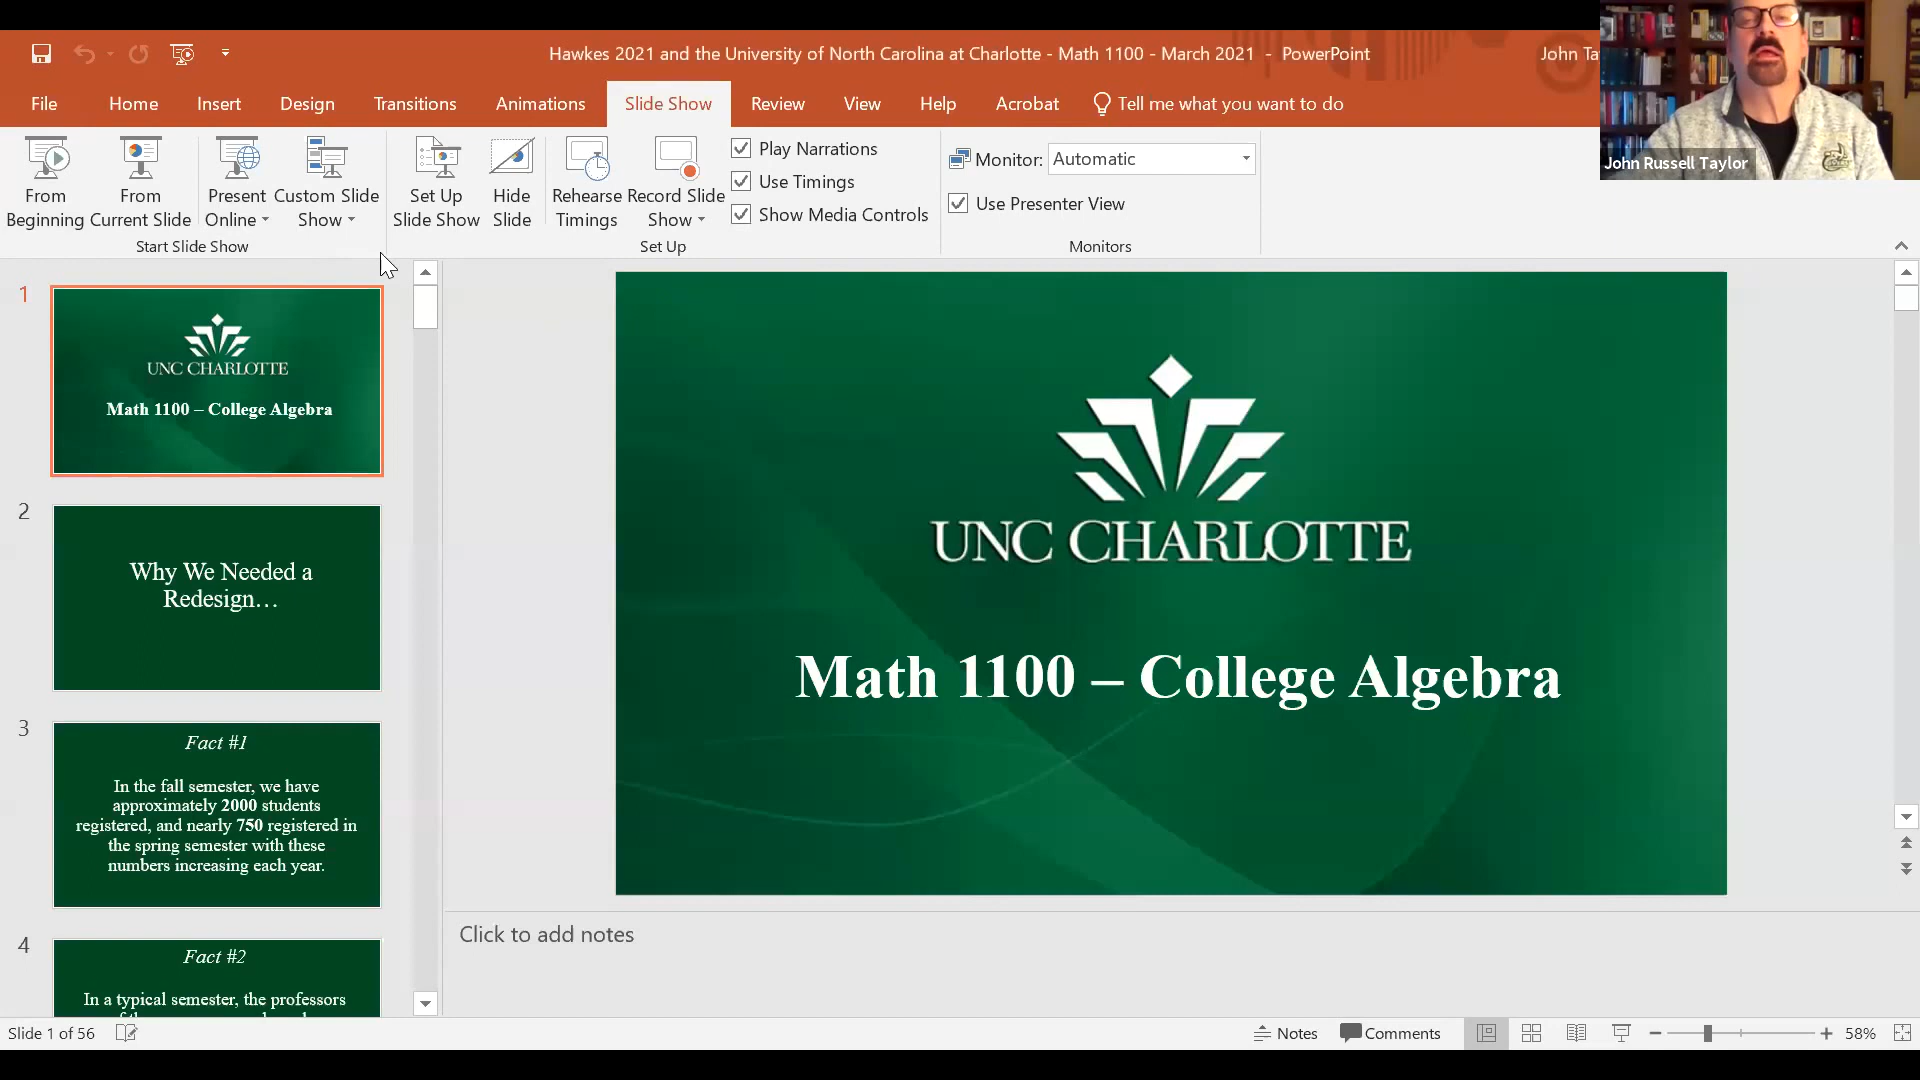 Hawkes 2021 and the University of North Carolina at Charlotte - Math 1100 - March 2021 - PowerPoint
John Ta
File Home Insert Design Transitions Animations Slide Show Review View Help Acrobat Tell me what you want to do
From Beginning
From Current Slide
Present Online
Custom Slide Show
Start Slide Show
Set Up Slide Show
Hide Slide
Rehearse Timings
Record Slide Show
Play Narrations
Use Timings
Show Media Controls
Set Up
Monitor: Automatic
Use Presenter View
Monitors
John Russell Taylor
1
UNC CHARLOTTE
Math 1100 – College Algebra
2
Why We Needed a
Redesign…
3
Fact #1
In the fall semester, we have
approximately 2000 students
registered, and nearly 750 registered in
the spring semester with these
numbers increasing each year.
4
Fact #2
In a typical semester, the professors
UNC CHARLOTTE
Math 1100 – College Algebra
Click to add notes
Slide 1 of 56
Notes Comments 58%